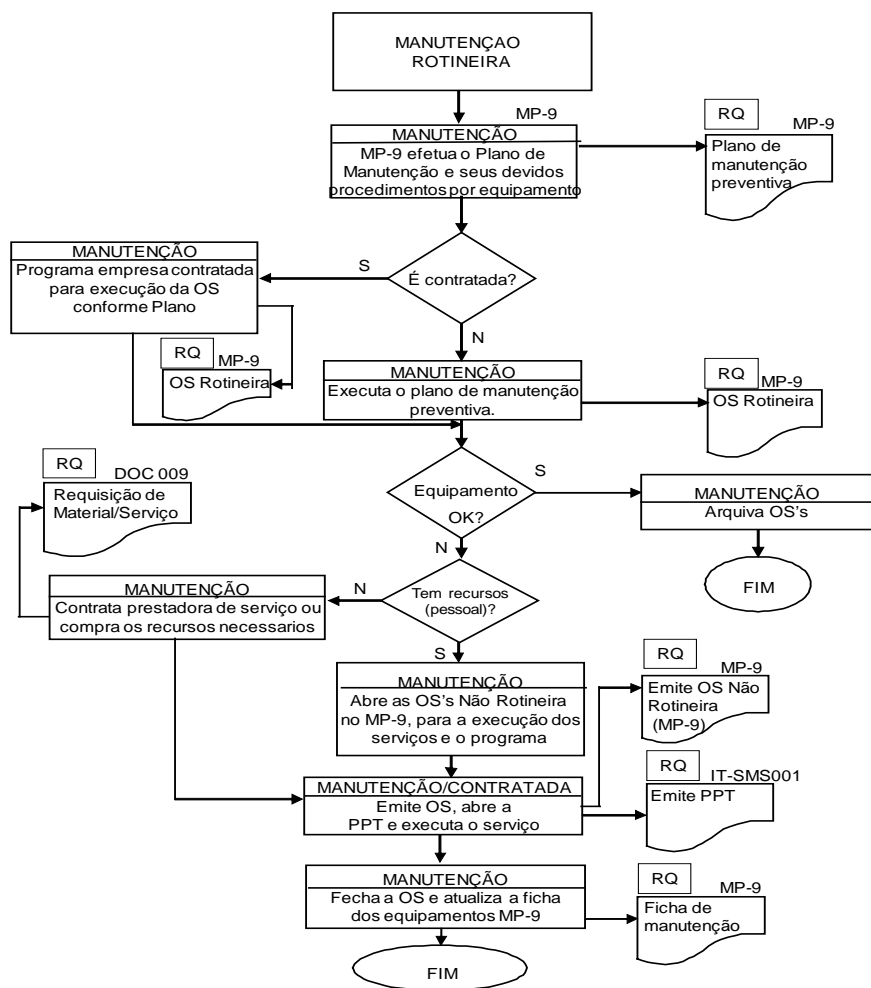 MANUTENÇAO
ROTINEIRA
MP-9
MANUTENÇÃO
MP-9 efetua o Plano de
Manutenção e seus devidos
procedimentos por equipamento
RQ
MP-9
Plano de
manutenção
preventiva.
MANUTENÇÃO
Programa empresa contratada
para execução da OS
conforme Plano
S
É contratada?
N
RQ
MP-9
OS Rotineira
MANUTENÇÃO
Executa o plano de manutenção
preventiva.
RQ
MP-9
OS Rotineira
RQ
DOC 009
Requisição de
Material/Serviço
Equipamento
OK?
S
N
MANUTENÇÃO
Arquiva OS's
FIM
MANUTENÇÃO
Contrata prestadora de serviço ou
compra os recursos necessarios
N
Tem recursos
(pessoal)?
S
MANUTENÇÃO
Abre as OS's Não Rotineira
no MP-9, para a execução dos
serviços e o programa
RQ
MP-9
Emite OS Não
Rotineira
(MP-9)
MANUTENÇÃO/CONTRATADA
Emite OS, abre a
PPT e executa o serviço
RQ
IT-SMS001
Emite PPT
MANUTENÇÃO
Fecha a OS e atualiza a ficha
dos equipamentos MP-9
RQ
MP-9
Ficha de
manutenção
FIM